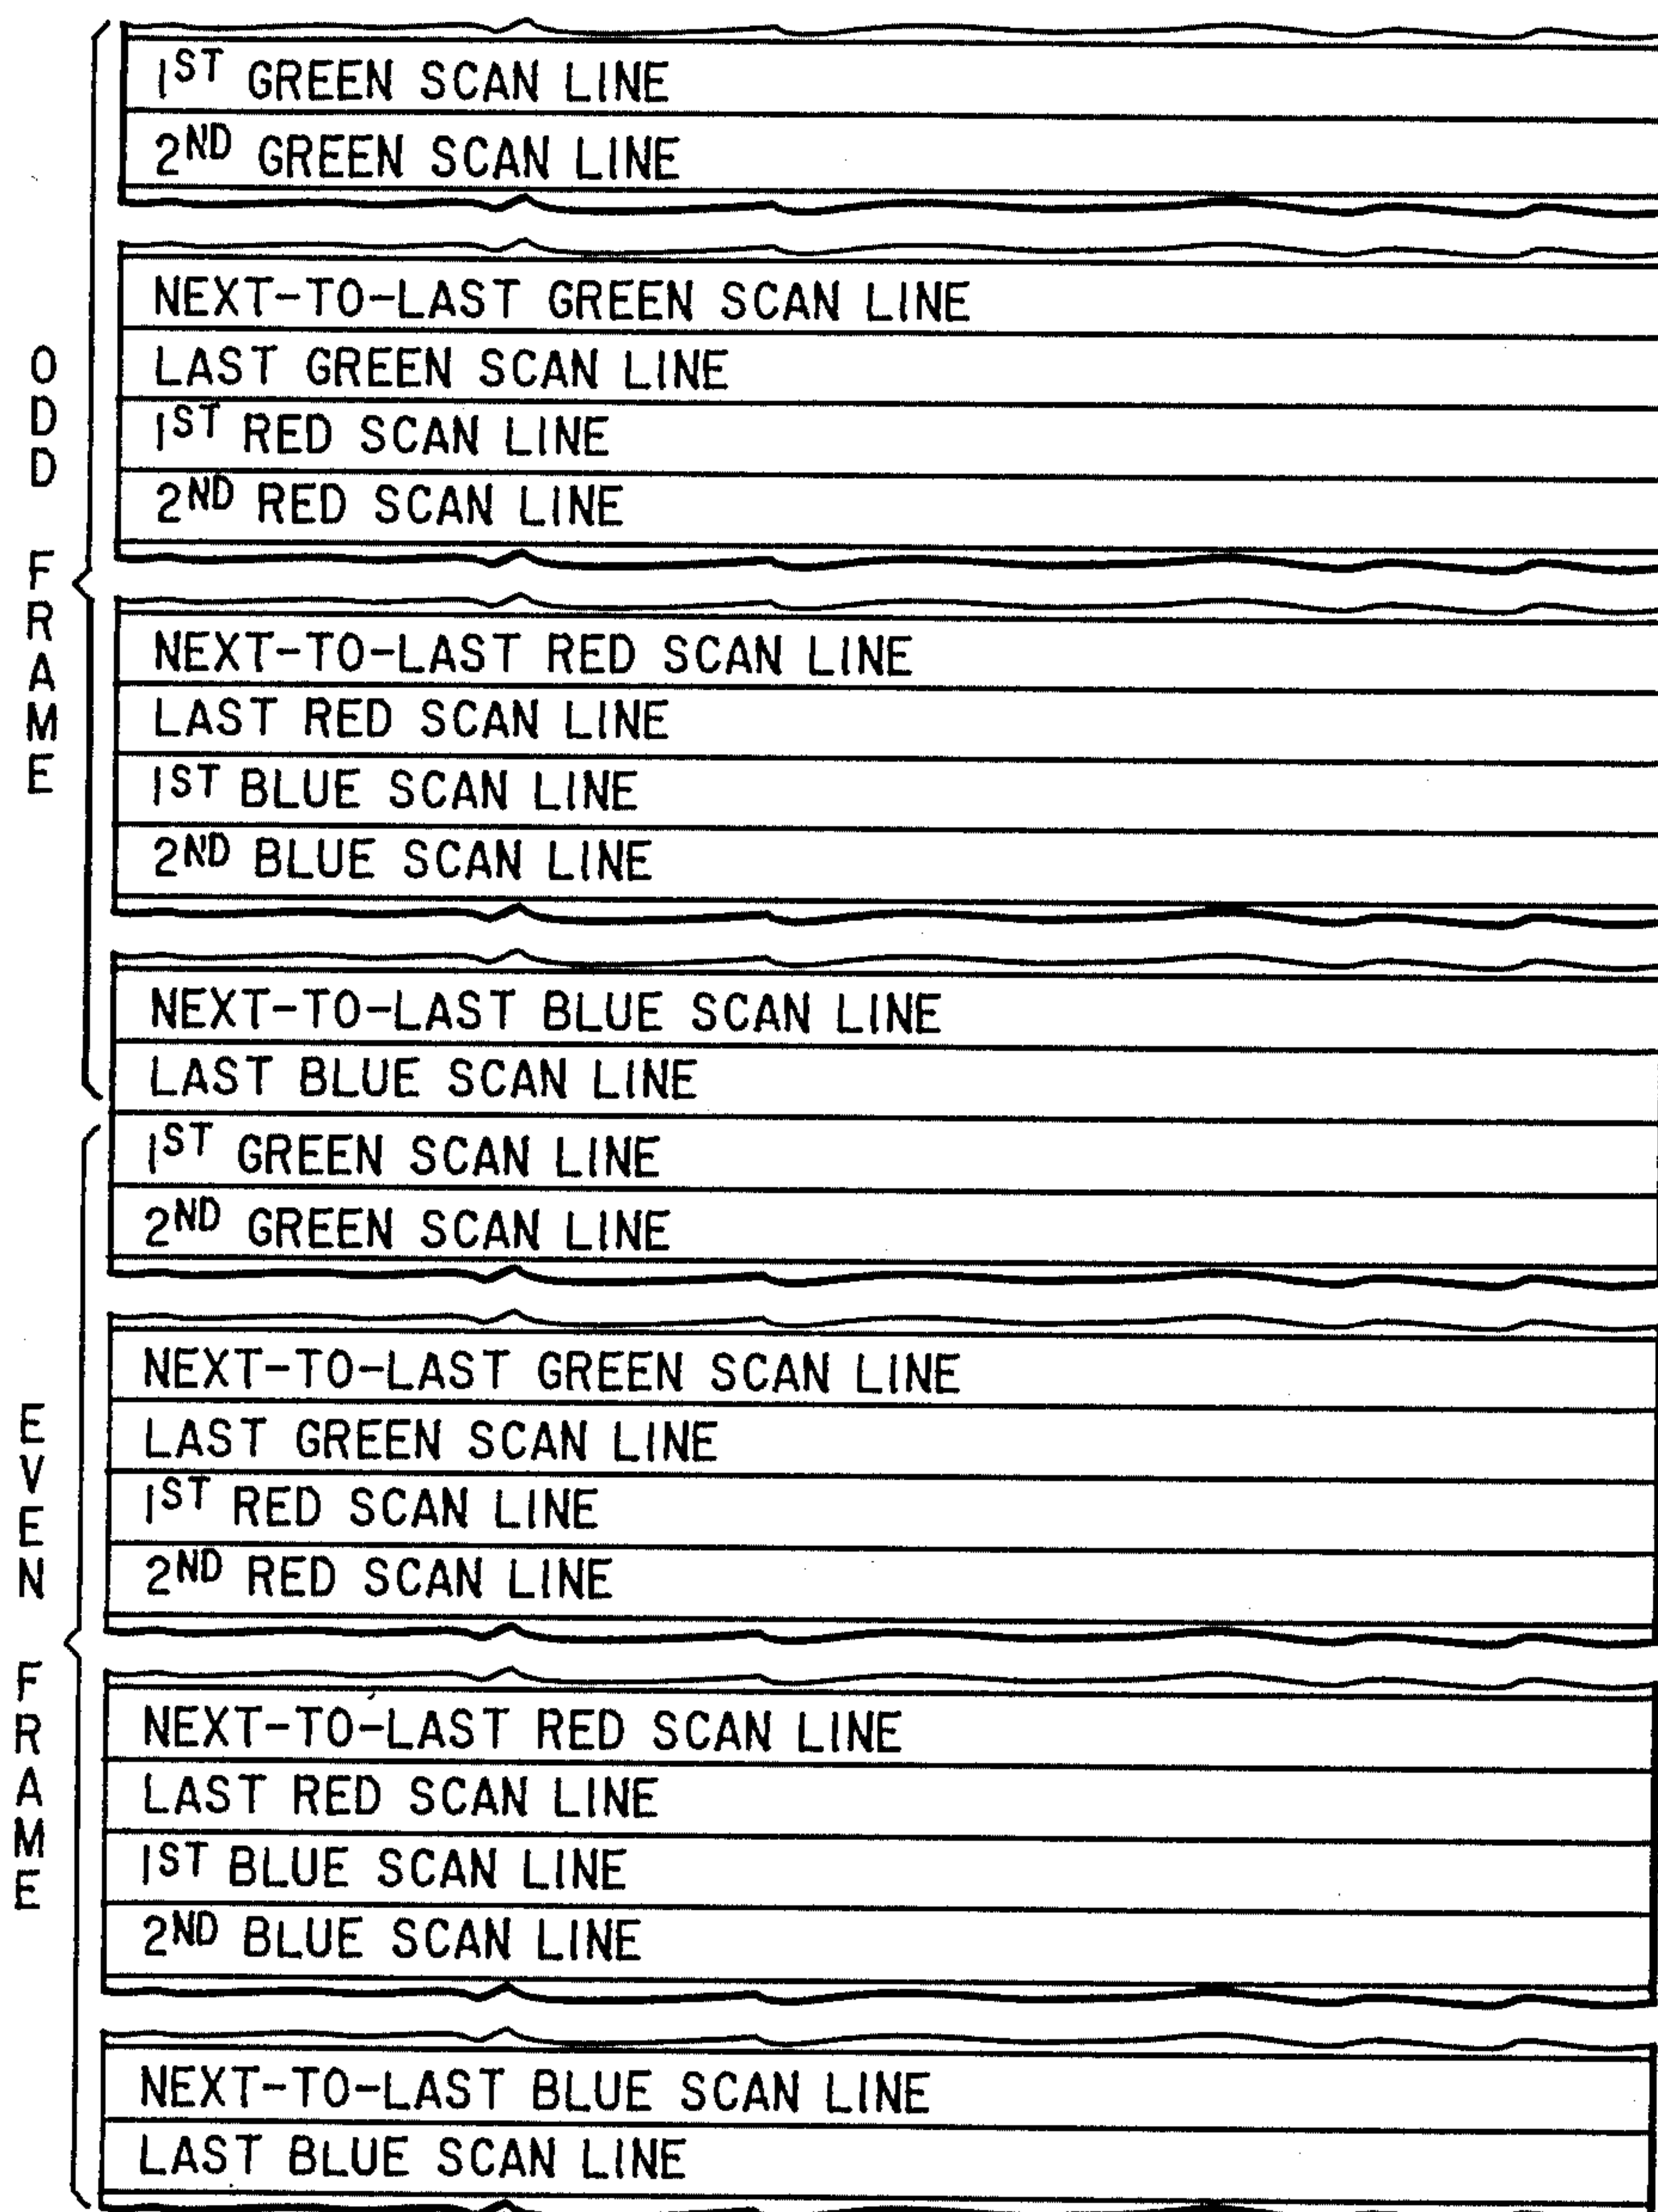 ODD FRAME
1ST GREEN SCAN LINE
2ND GREEN SCAN LINE
NEXT-TO-LAST GREEN SCAN LINE
LAST GREEN SCAN LINE
1ST RED SCAN LINE
2ND RED SCAN LINE
NEXT-TO-LAST RED SCAN LINE
LAST RED SCAN LINE
1ST BLUE SCAN LINE
2ND BLUE SCAN LINE
NEXT-TO-LAST BLUE SCAN LINE
LAST BLUE SCAN LINE
EVEN FRAME
1ST GREEN SCAN LINE
2ND GREEN SCAN LINE
NEXT-TO-LAST GREEN SCAN LINE
LAST GREEN SCAN LINE
1ST RED SCAN LINE
2ND RED SCAN LINE
NEXT-TO-LAST RED SCAN LINE
LAST RED SCAN LINE
1ST BLUE SCAN LINE
2ND BLUE SCAN LINE
NEXT-TO-LAST BLUE SCAN LINE
LAST BLUE SCAN LINE